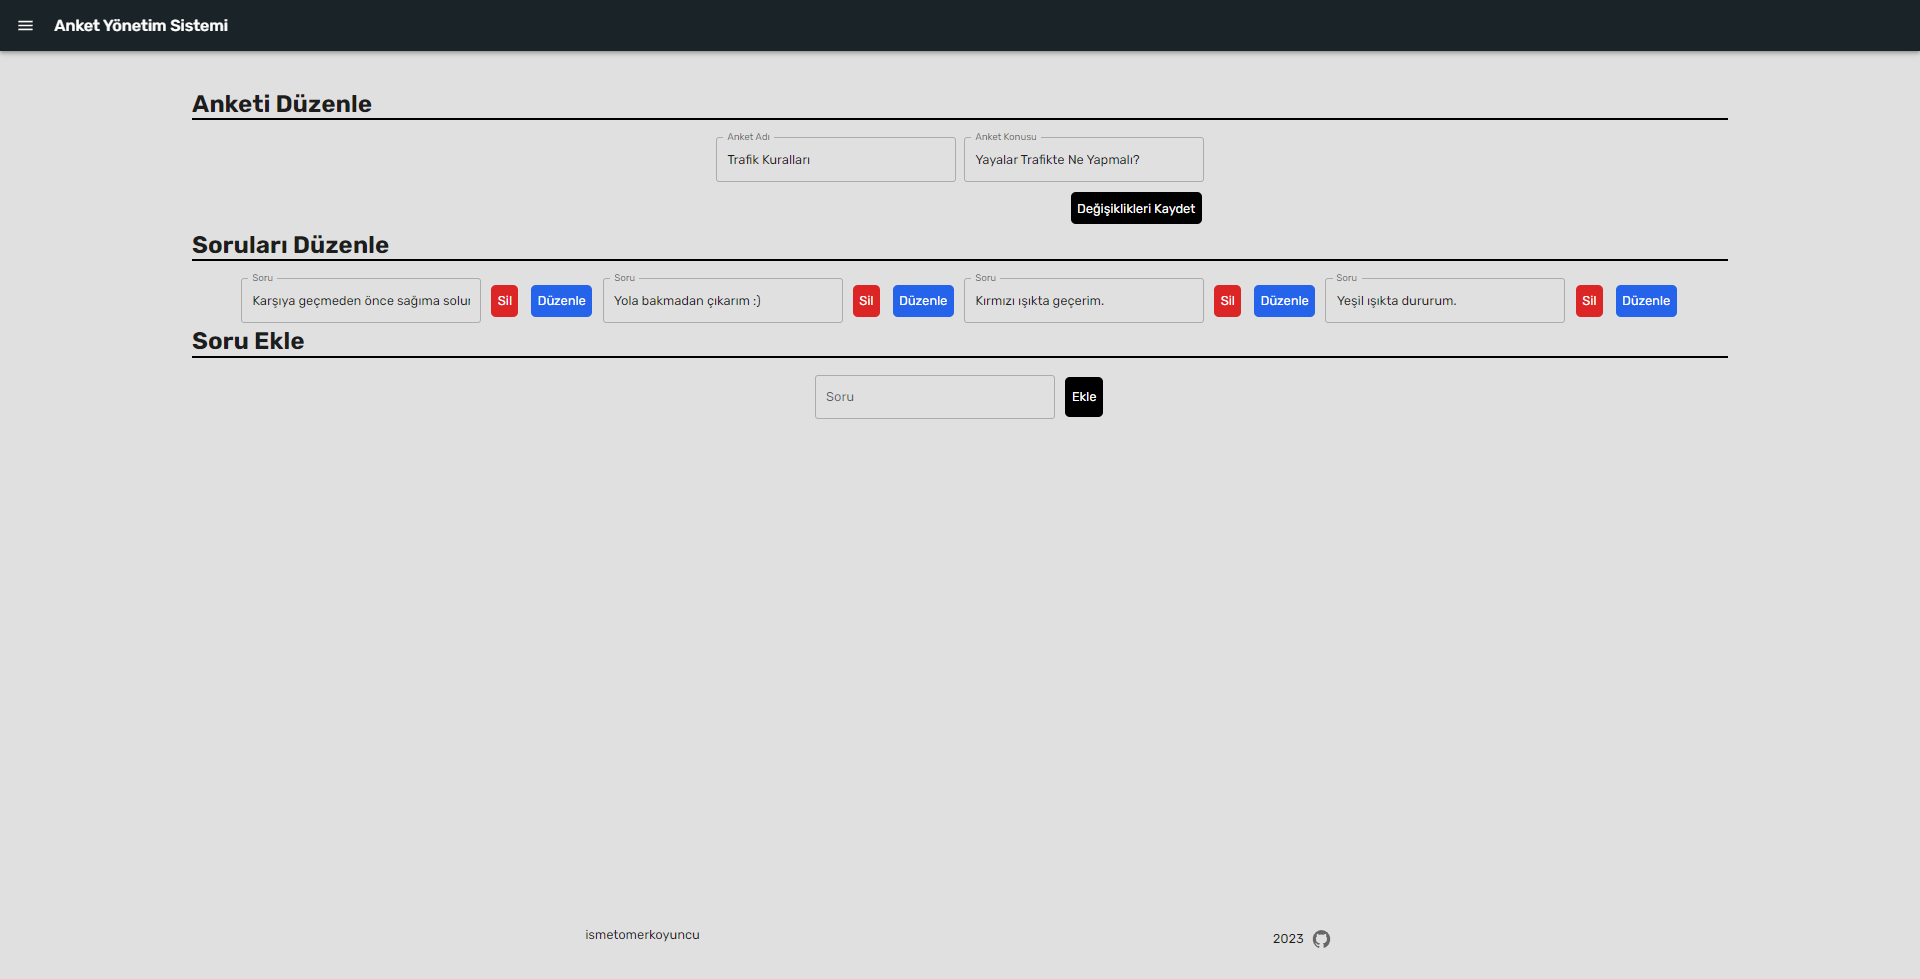 Anket Yönetim Sistemi
Anketi Düzenle
Anket Adı
Anket Konusu
Trafik Kuralları
Yayalar Trafikte Ne Yapmalı?
Değişiklikleri Kaydet
Soruları Düzenle
Soru
Karşıya geçmeden önce sağıma solur
Sil
Düzenle
Soru
Yola bakmadan çıkarım :)
Sil
Düzenle
Soru
Kırmızı ışıkta geçerim.
Sil
Düzenle
Soru
Yeşil ışıkta dururum.
Sil
Düzenle
Soru Ekle
Soru
Ekle
ismetomerkoyuncu
2023